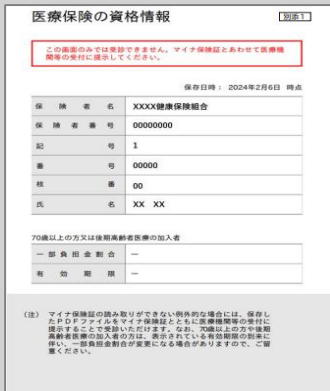 医療保険の資格情報
別添1
この画面のみでは受診できません。マイナ保険証とあわせて医療機
関等の受付に提示してください。
保存日時： 2024年2月6日 時点
保険者名 XXXX健康保険組合
保険者番号 00000000
記号 1
番号 00000
枝番 00
氏名 XX XX
70歳以上の方又は後期高齢者医療の加入者
一部負担金割合 ー
有効期限 ー
（注） マイナ保険証の読み取りができない例外的な場合には、保存し
たPDFファイルをマイナ保険証とともに医療機関等の受付に
提示することで受診いただけます。なお、70歳以上の方や後期
高齢者医療の加入者の方は、表示されている有効期限の到来に
伴い、一部負担金割合が変更になる場合がありますので、ご留
意ください。